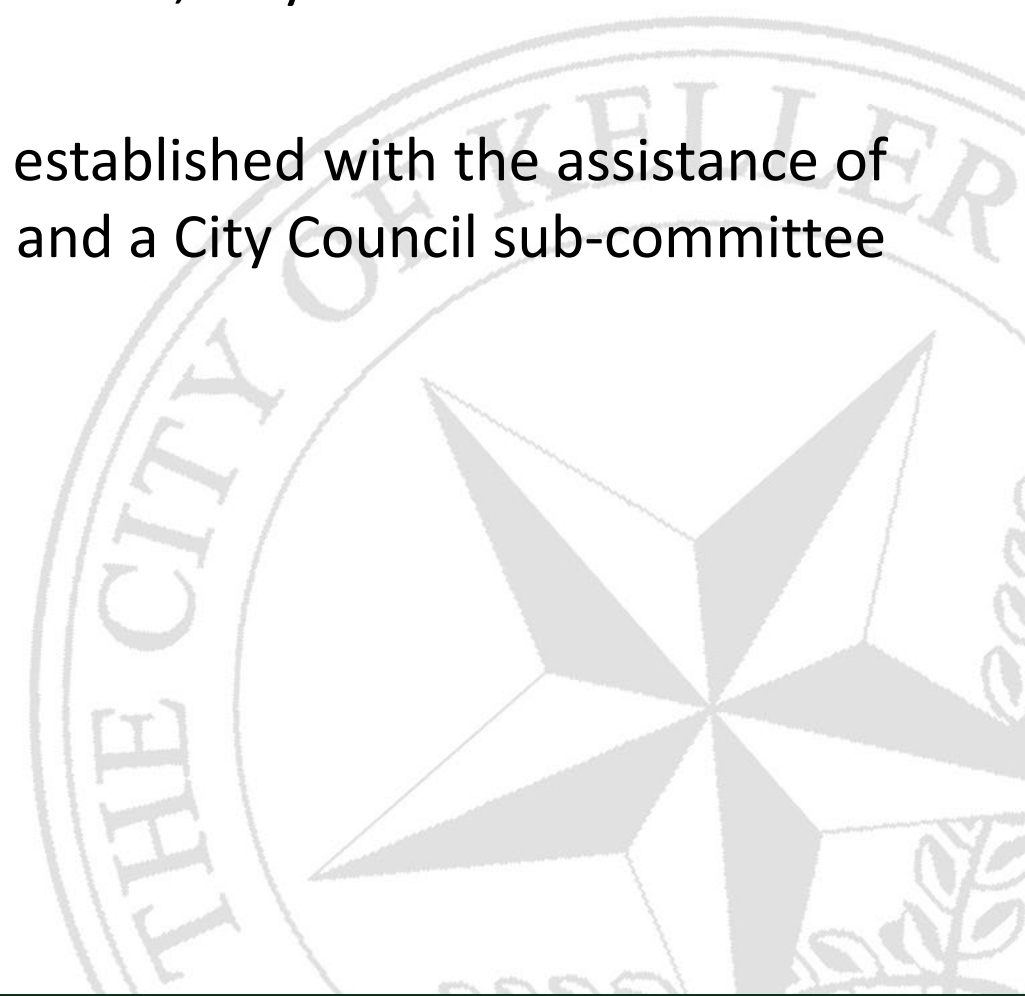 established with the assistance of
and a City Council sub-committee
THE CITY OF KELLER